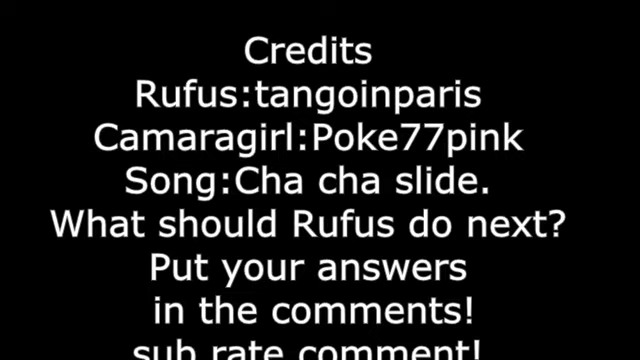 Credits
Rufus:tangoinparis
Camaragirl:Poke77pink
Song:Cha cha slide.
What should Rufus do next?
Put your answers
in the comments!
sub rate comment!